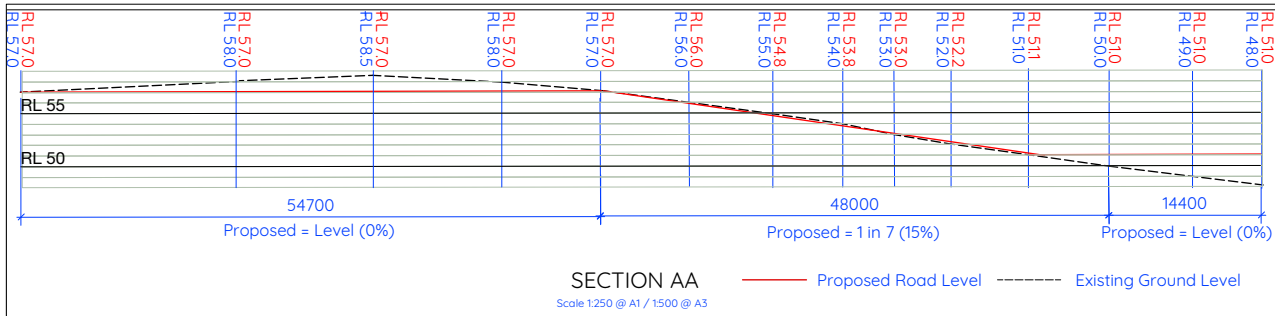 RL 57.0 RL 57.0 RL 57.0 RL 57.0 RL 57.0 RL 56.0 RL 54.8 RL 53.8 RL 53.0 RL 52.2 RL 51.1 RL 51.0 RL 51.0 RL 51.0
RL 57.0 RL 58.0 RL 58.5 RL 58.0 RL 57.0 RL 56.0 RL 55.0 RL 54.0 RL 53.0 RL 52.0 RL 51.0 RL 50.0 RL 49.0 RL 48.0
RL 55
RL 50
54700 48000 14400
Proposed = Level (0%) Proposed = 1 in 7 (15%) Proposed = Level (0%)
SECTION AA Proposed Road Level Existing Ground Level
Scale 1:250 @ A1 / 1:500 @ A3